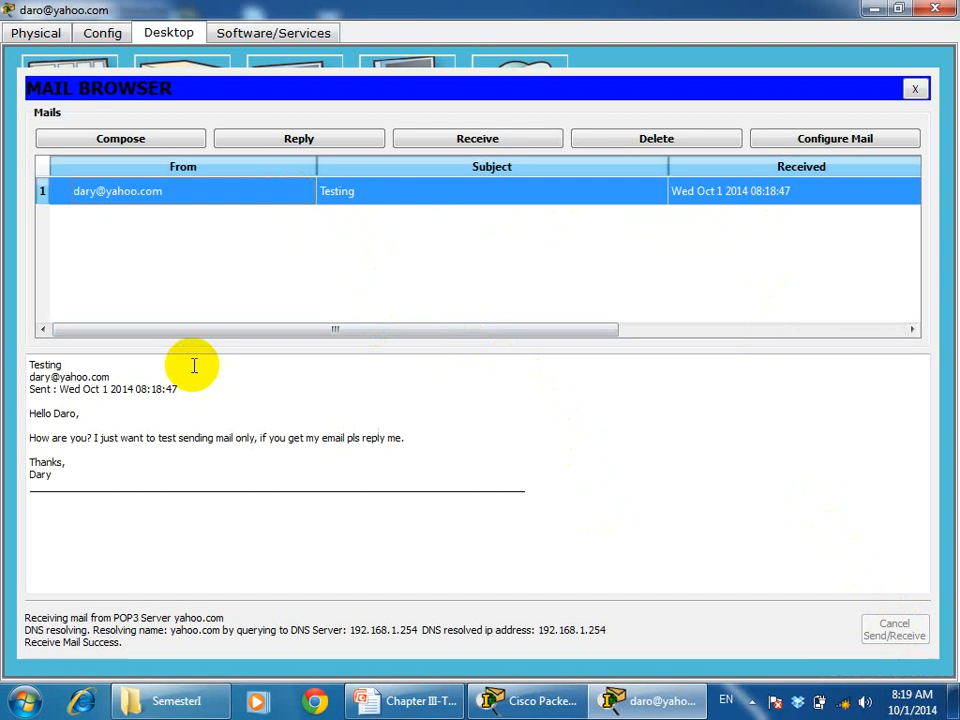 daro@yahoo.com
Physical Config Desktop Software/Services
MAIL BROWSER X
Mails
Compose Reply Receive Delete Configure Mail
From Subject Received
1 dary@yahoo.com Testing Wed Oct 1 2014 08:18:47
Testing
dary@yahoo.com
Sent : Wed Oct 1 2014 08:18:47
Hello Daro,
How are you? I just want to test sending mail only, if you get my email pls reply me.
Thanks,
Dary
Receiving mail from POP3 Server yahoo.com
DNS resolving. Resolving name: yahoo.com by querying to DNS Server: 192.168.1.254 DNS resolved ip address: 192.168.1.254
Receive Mail Success.
Cancel
Send/Receive
SemesterI Chapter III-T... Cisco Packe... daro@yaho... EN 8:19 AM
10/1/2014